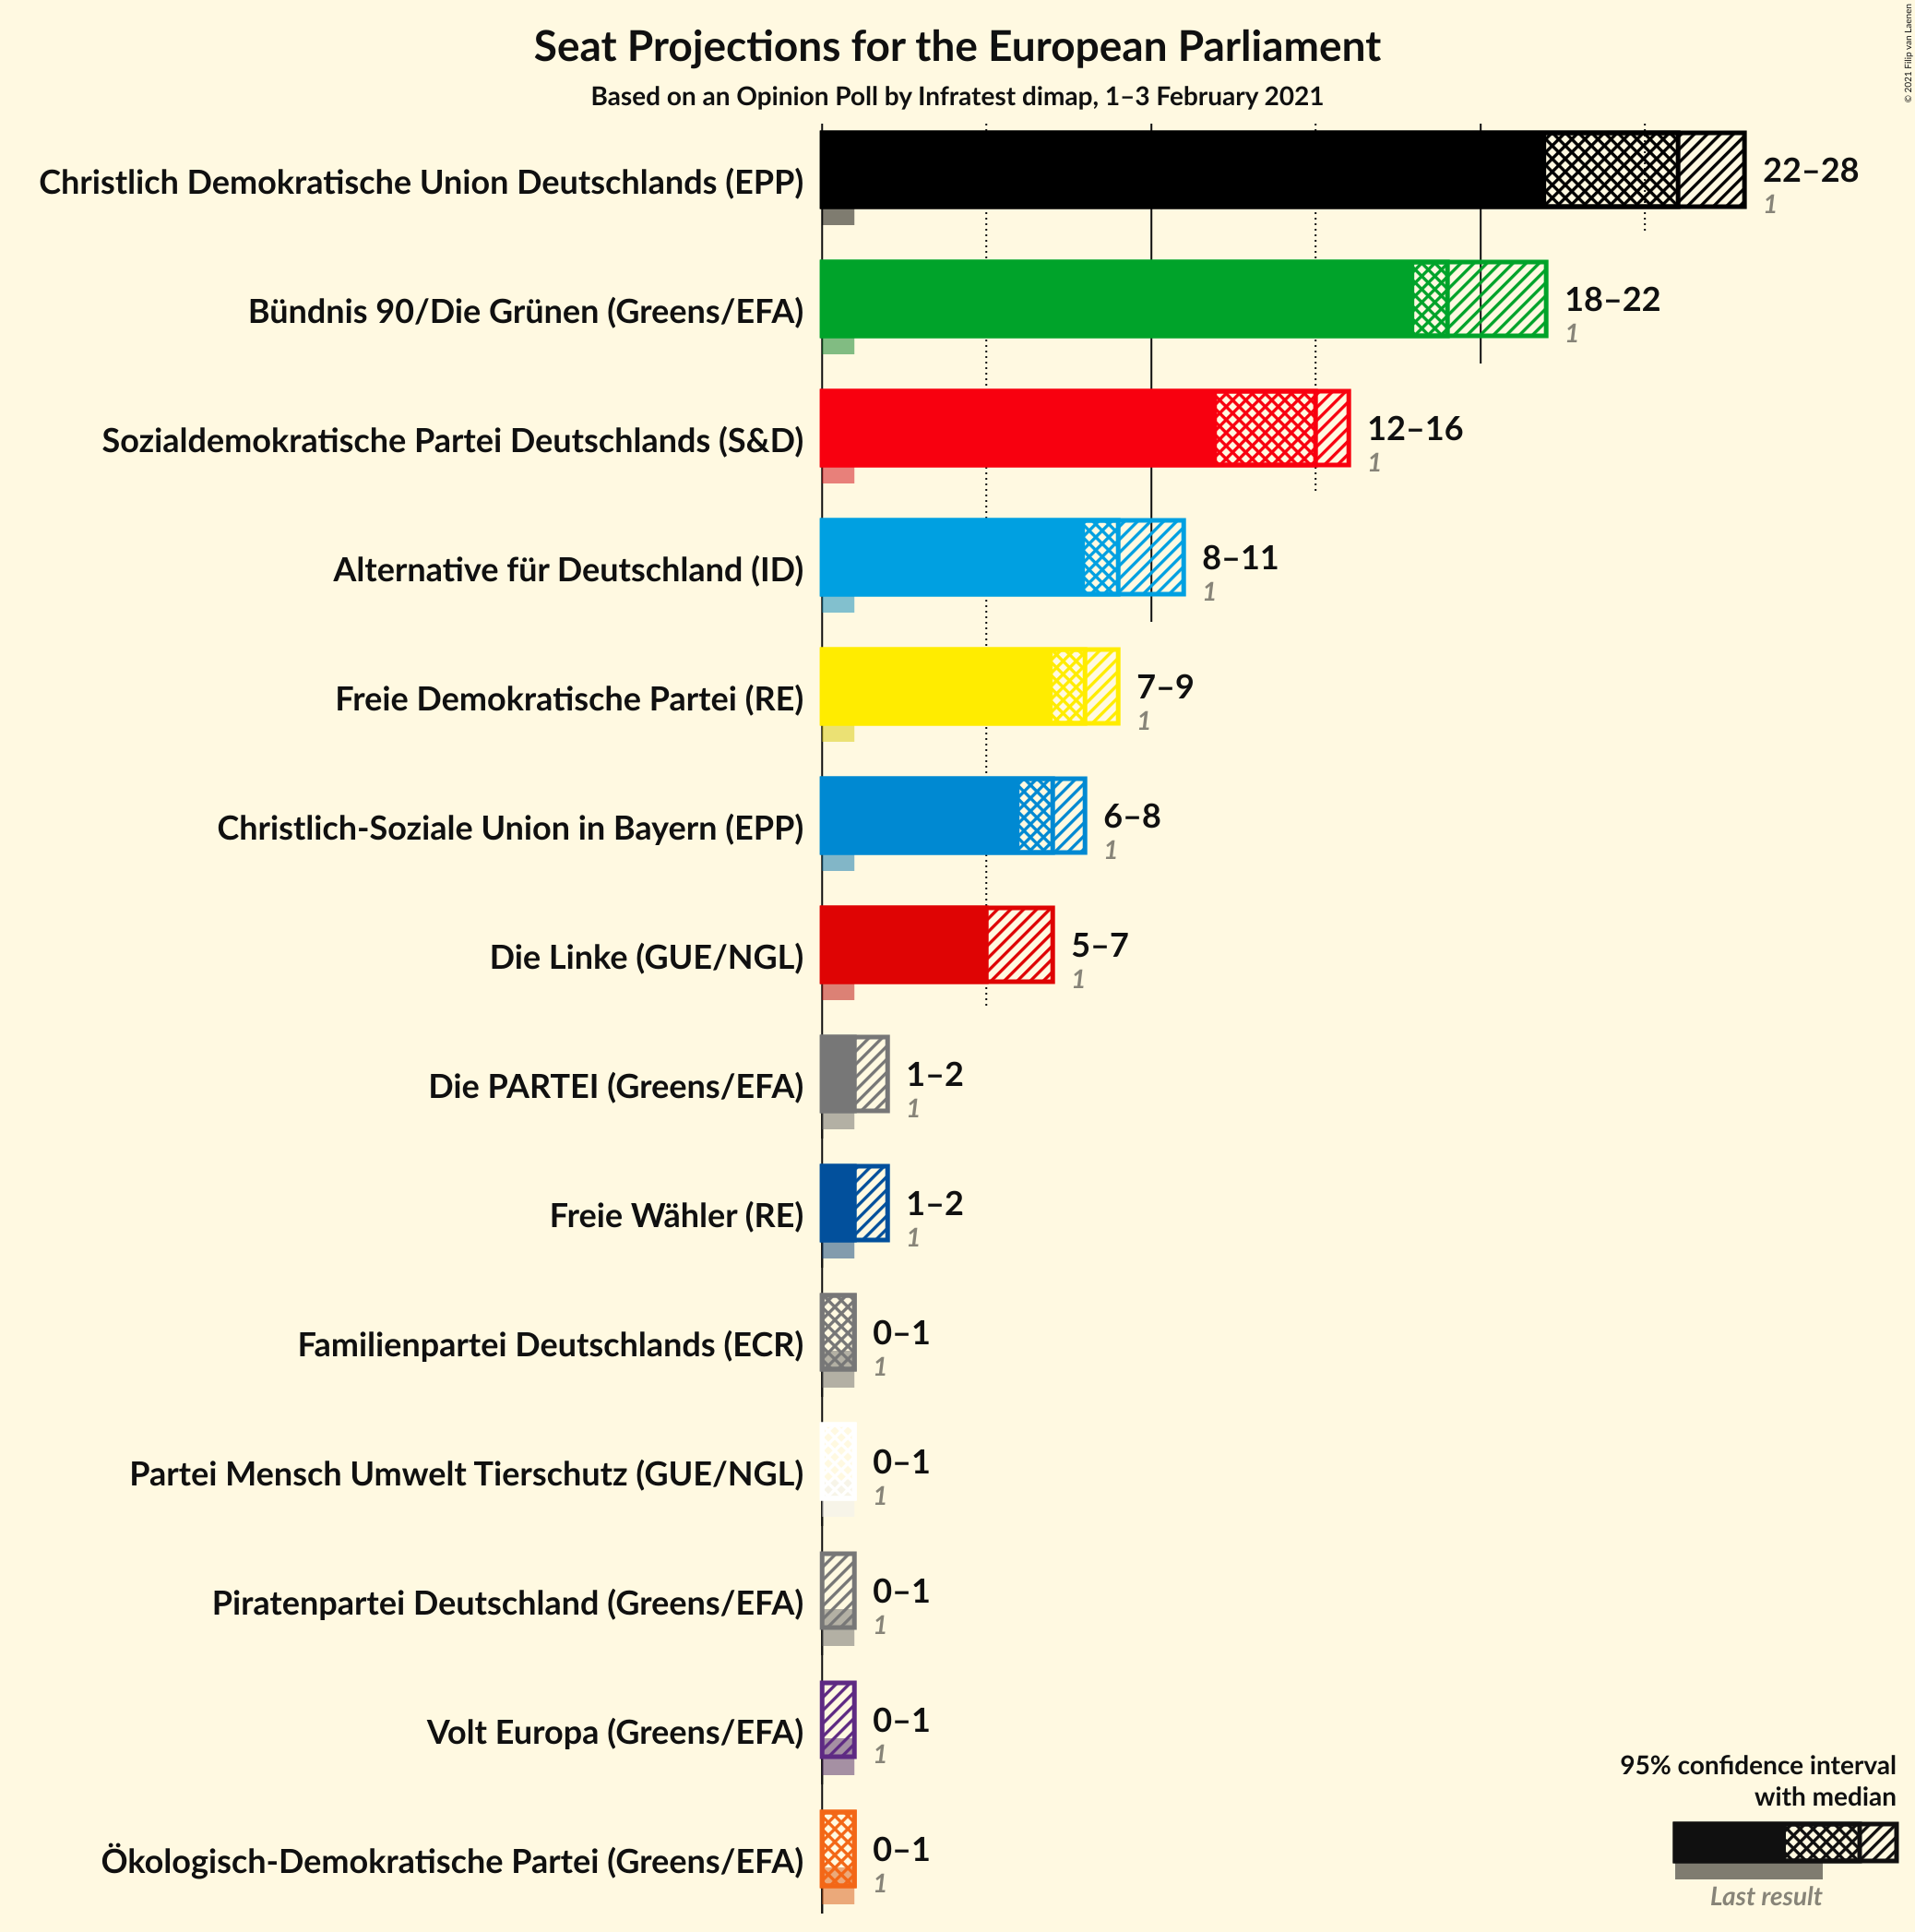 Seat Projections for the European Parliament
Based on an Opinion Poll by Infratest dimap, 1–3 February 2021
© 2021 Filip van Laenen
Christlich Demokratische Union Deutschlands (EPP)
22–28
1
Bündnis 90/Die Grünen (Greens/EFA)
18–22
1
Sozialdemokratische Partei Deutschlands (S&D)
12–16
1
Alternative für Deutschland (ID)
8–11
1
Freie Demokratische Partei (RE)
7–9
1
Christlich-Soziale Union in Bayern (EPP)
6–8
1
Die Linke (GUE/NGL)
5–7
1
Die PARTEI (Greens/EFA)
1–2
1
Freie Wähler (RE)
1–2
1
Familienpartei Deutschlands (ECR)
0–1
1
Partei Mensch Umwelt Tierschutz (GUE/NGL)
0–1
1
Piratenpartei Deutschland (Greens/EFA)
0–1
1
Volt Europa (Greens/EFA)
0–1
1
Ökologisch-Demokratische Partei (Greens/EFA)
0–1
1
95% confidence interval
with median
Last result